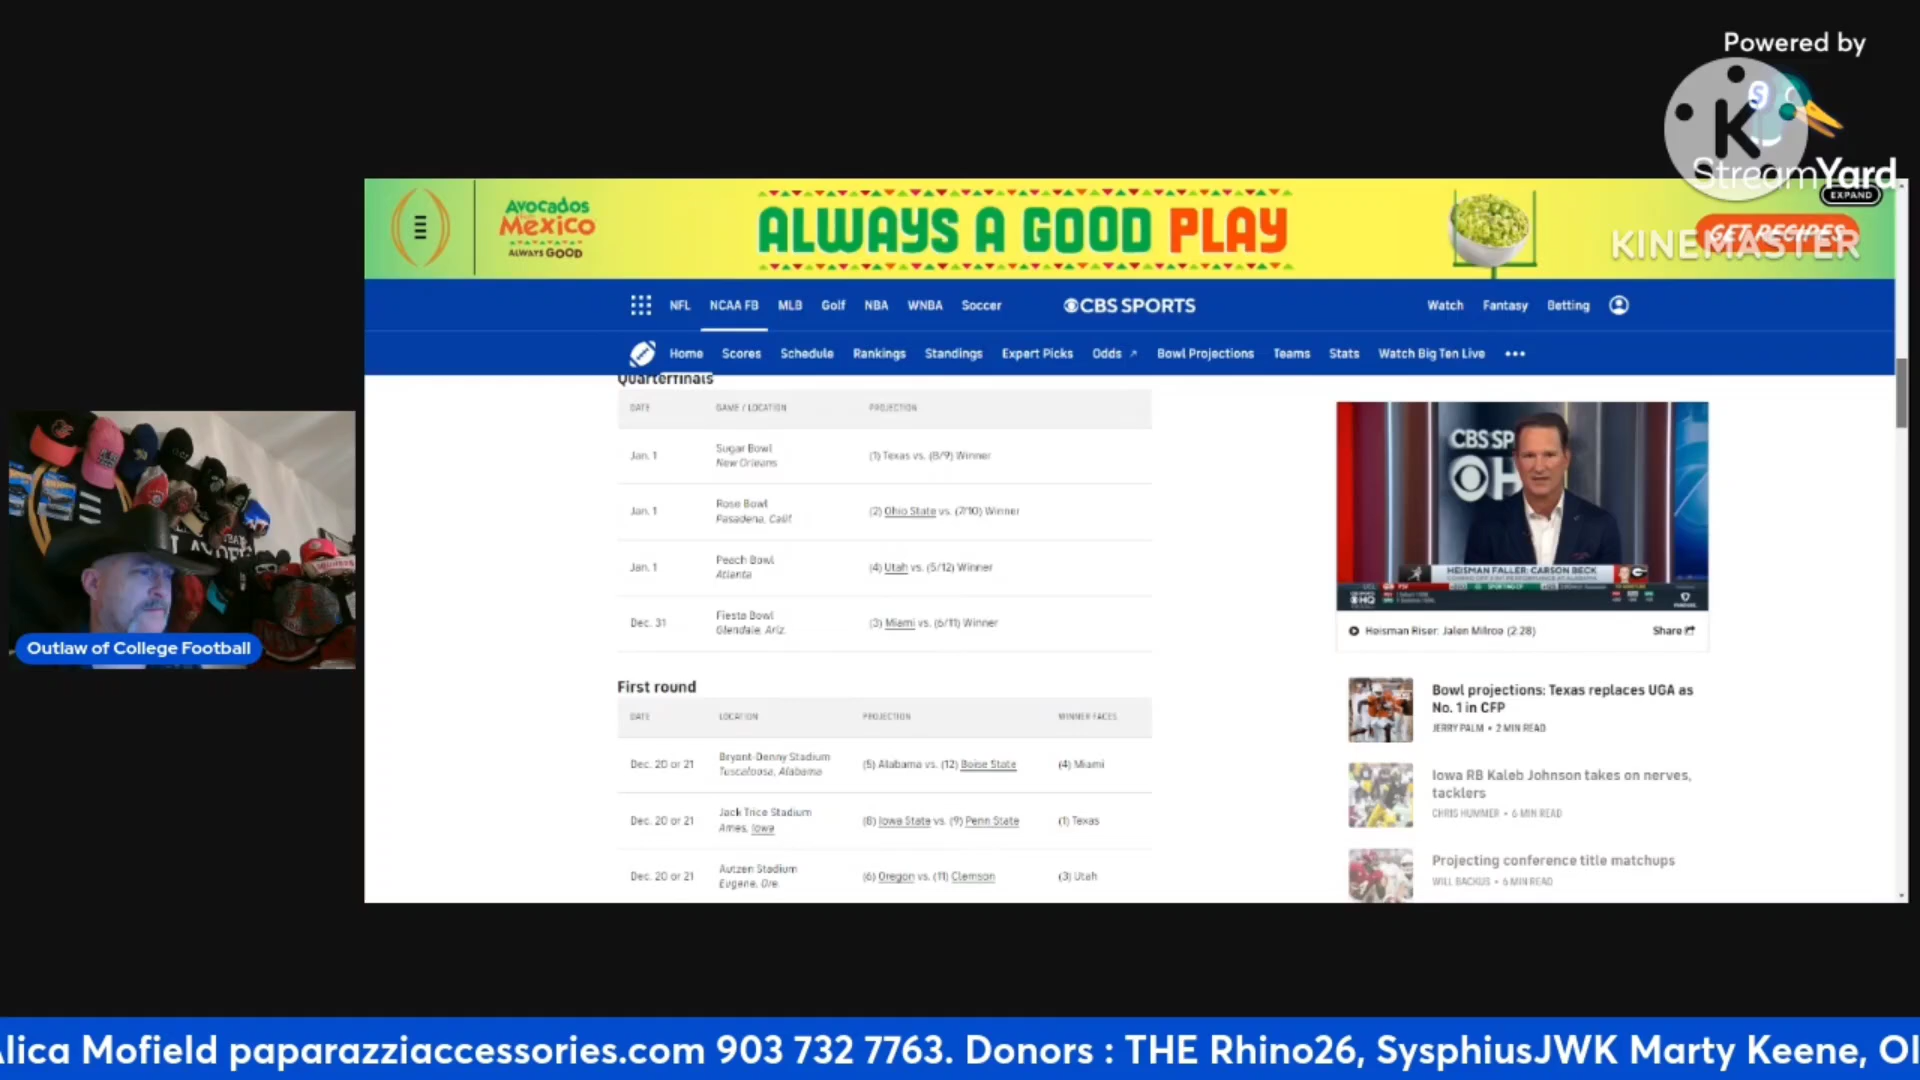 Powered by
StreamYard
K
KINEMASTER
EXPAND
AVOCADOS
MEXICO
ALWAYS GOOD
ALWAYS A GOOD PLAY
GET RECIPES
NFL NCAA FB MLB Golf NBA WNBA Soccer CBS SPORTS Watch Fantasy Betting
Home Scores Schedule Rankings Standings Expert Picks Odds Bowl Projections Teams Stats Watch Big Ten Live
Quarterfinals
DATE GAME / LOCATION PROJECTION
Jan. 1 Sugar Bowl New Orleans (1) Texas vs. (8/9) Winner
Jan. 1 Rose Bowl Pasadena, Calif. (2) Ohio State vs. (7/10) Winner
Jan. 1 Peach Bowl Atlanta (4) Utah vs. (5/12) Winner
Dec. 31 Fiesta Bowl Glendale, Ariz. (3) Miami vs. (6/11) Winner
First round
DATE LOCATION PROJECTION WINNER FACES
Dec. 20 or 21 Bryant-Denny Stadium Tuscaloosa, Alabama (5) Alabama vs. (12) Boise State (4) Miami
Dec. 20 or 21 Jack Trice Stadium Ames, Iowa (8) Iowa State vs. (9) Penn State (1) Texas
Dec. 20 or 21 Autzen Stadium Eugene, Ore. (6) Oregon vs. (11) Clemson (3) Utah
CBS SP
HEISMAN FALLER: CARSON BECK
HQ
Heisman Riser: Jalen Milroe (2:28) Share
Bowl projections: Texas replaces UGA as
No. 1 in CFP
JERRY PALM • 2 MIN READ
Iowa RB Kaleb Johnson takes on nerves,
tacklers
CHRIS HUMMER • 6 MIN READ
Projecting conference title matchups
WILL BACKUS • 6 MIN READ
Outlaw of College Football
lica Mofield paparazziaccessories.com 903 732 7763. Donors : THE Rhino26, SysphiusJWK Marty Keene, Ol